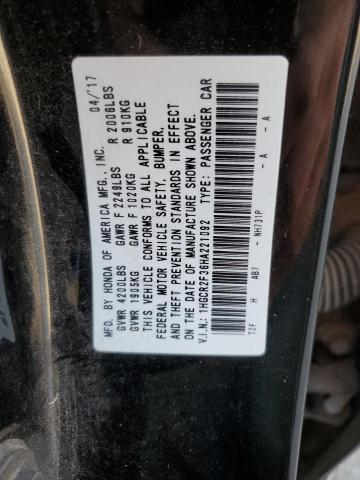 MFD. BY HONDA OF AMERICA MFG., INC. 04/'17
GVWR 4200LBS GAWR F 2249LBS R 2006LBS
GVWR 1905KG GAWR F 1020KG R 910KG
THIS VEHICLE CONFORMS TO ALL APPLICABLE
FEDERAL MOTOR VEHICLE SAFETY, BUMPER,
AND THEFT PREVENTION STANDARDS IN EFFECT
ON THE DATE OF MANUFACTURE SHOWN ABOVE.
V.I.N.: 1HGCR2F36HA221092 TYPE: PASSENGER CAR
T2F H AB7 - NH731P - A - A